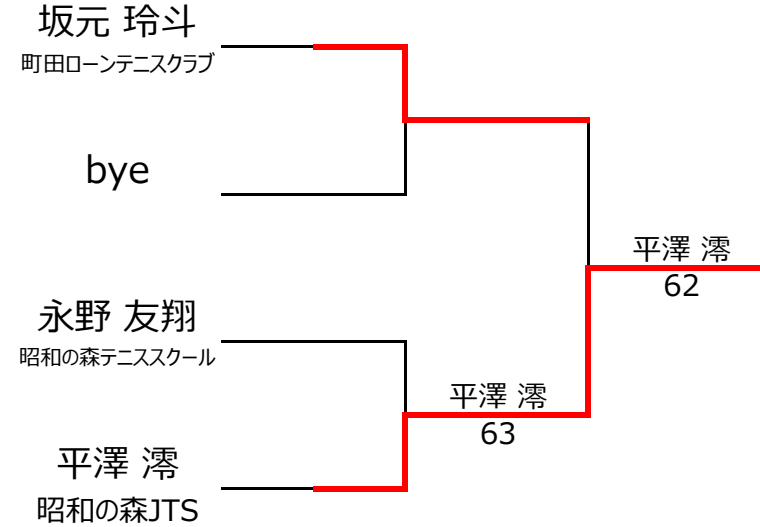 坂元 玲斗
町田ローンテニスクラブ
bye
永野 友翔
昭和の森テニススクール
平澤 澪
昭和の森JTS
平澤 澪
63
平澤 澪
62